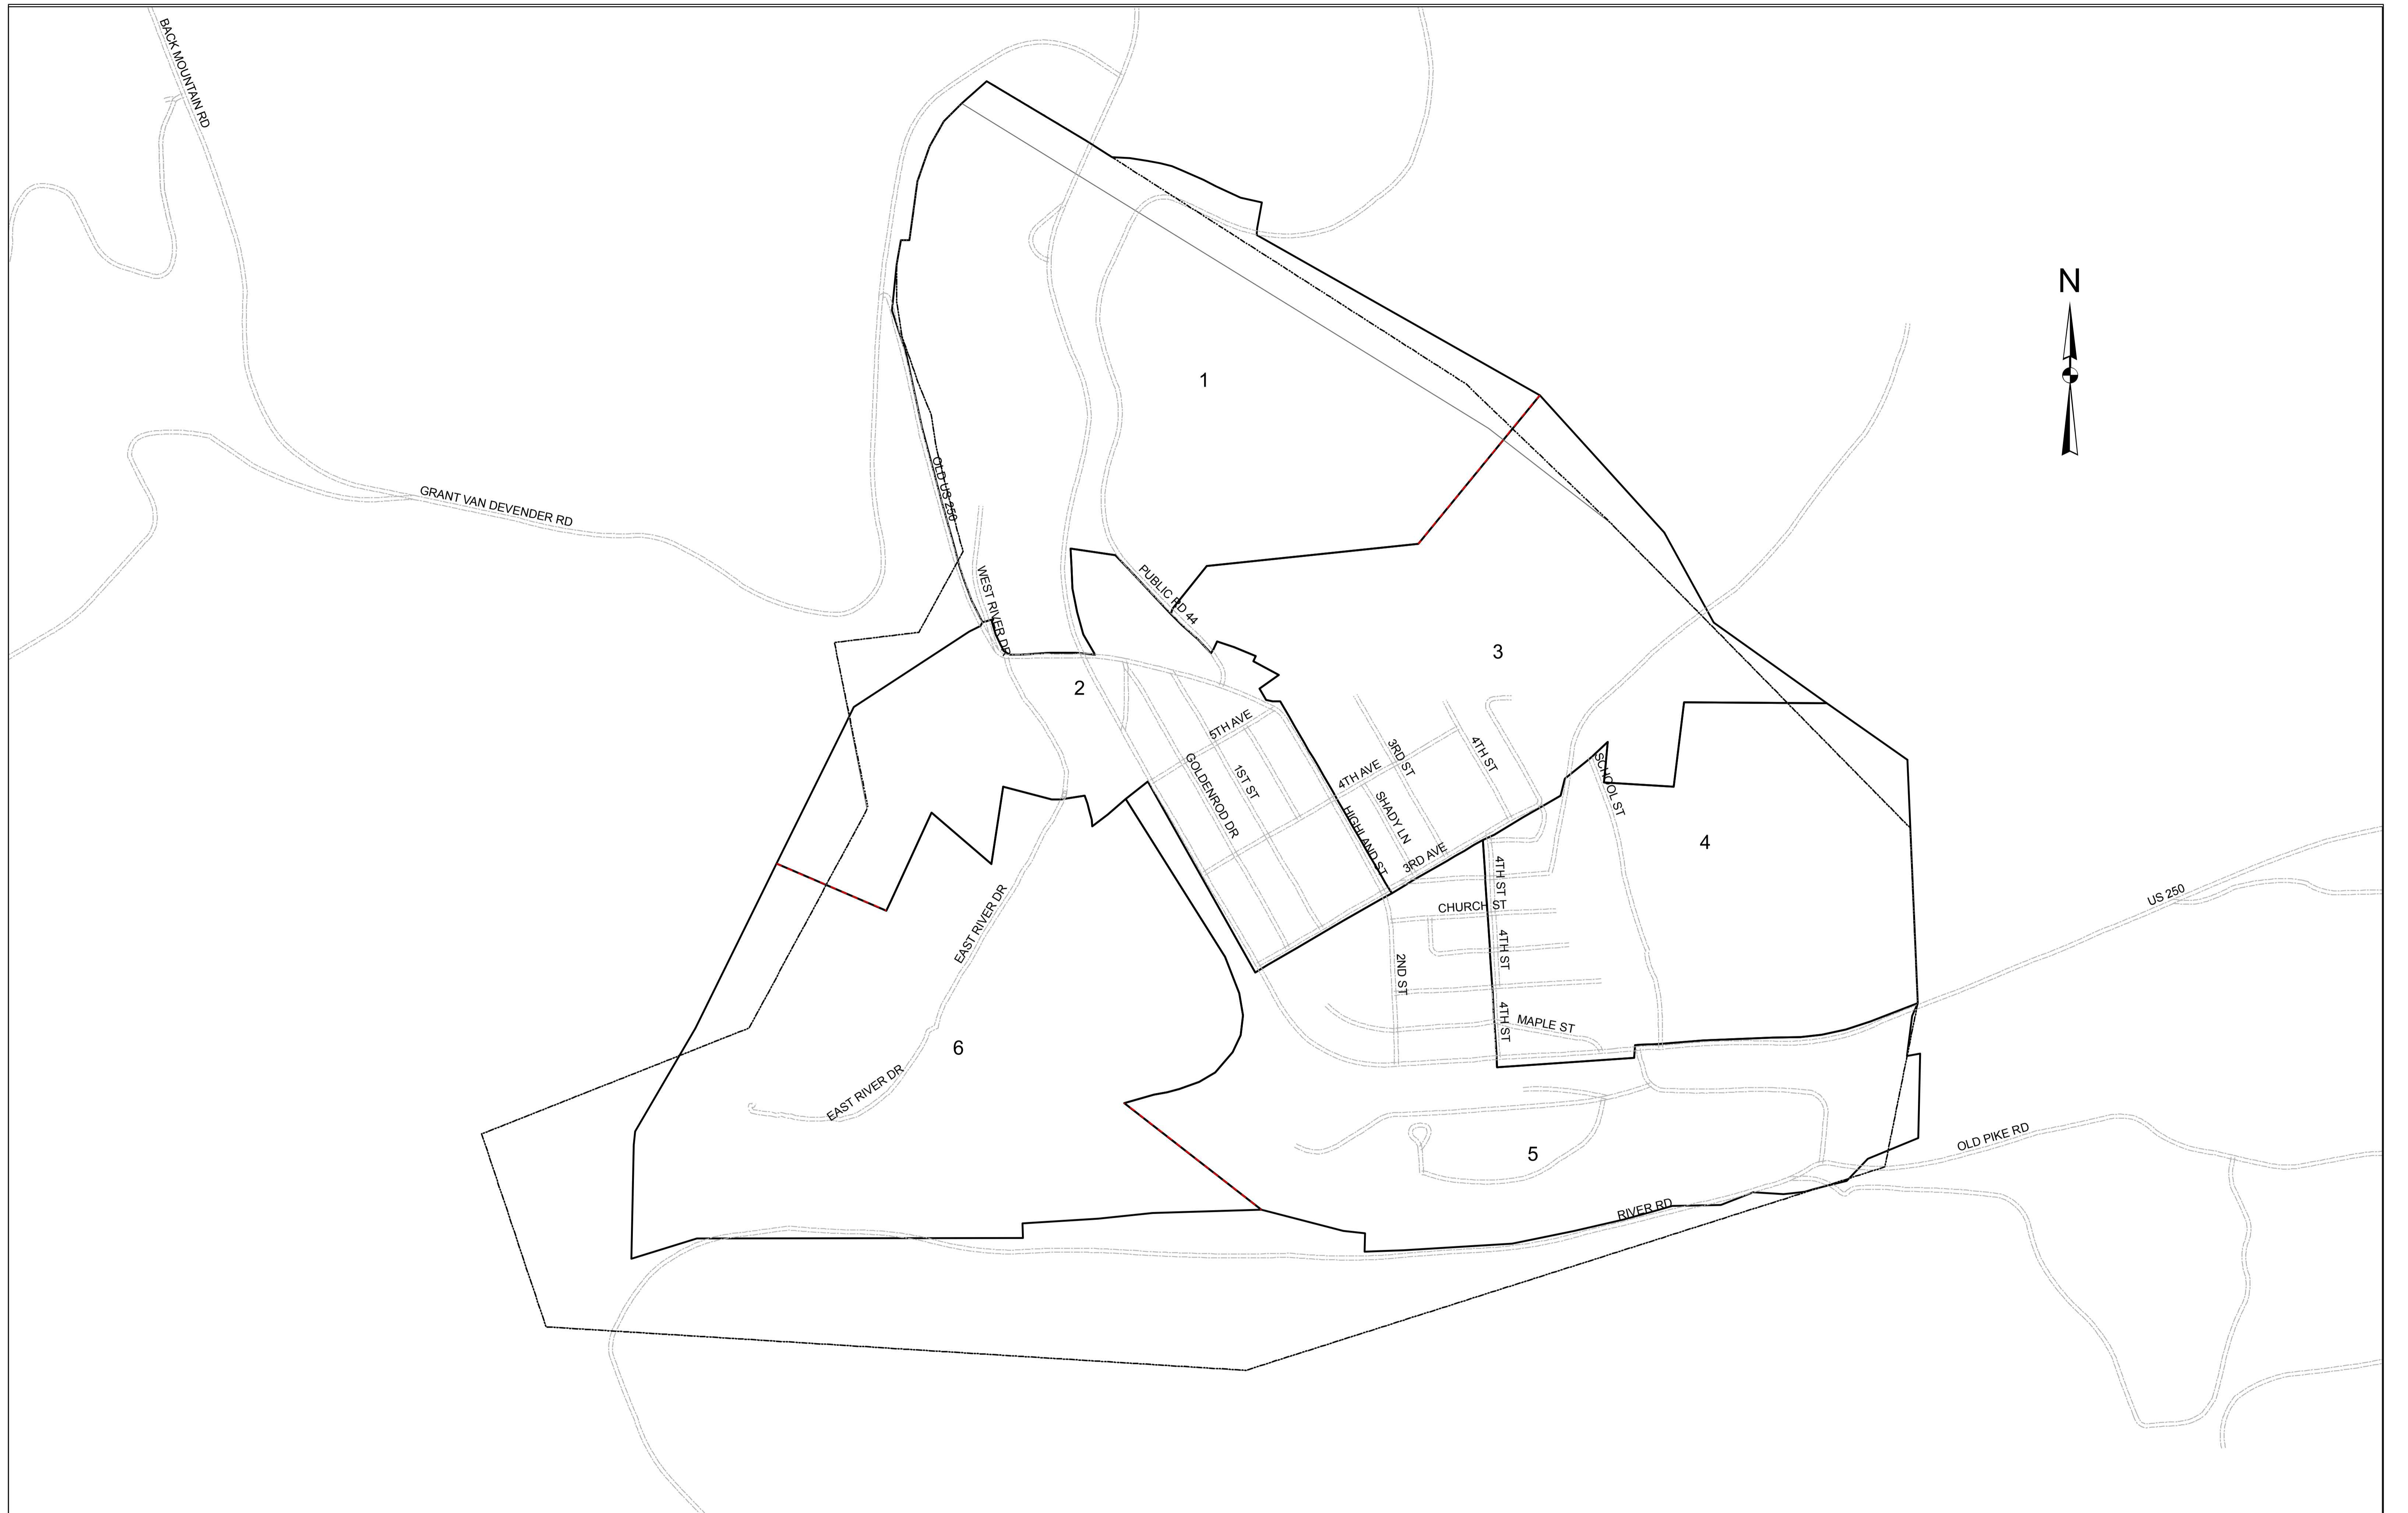 BACK MOUNTAIN RD
N
1
OLD US 250
GRANT VAN DEVENDER RD
WEST RIVER DR
PUBLIC RD 44
3
2
5TH AVE
3RD ST
4TH ST
GOLDENROD DR
1ST ST
4TH AVE
SHADY LN
SCHOOL ST
HIGHLAND ST
3RD AVE
4
4TH ST
US 250
CHURCH ST
EAST RIVER DR
4TH ST
2ND ST
4TH ST
MAPLE ST
6
EAST RIVER DR
5
OLD PIKE RD
RIVER RD